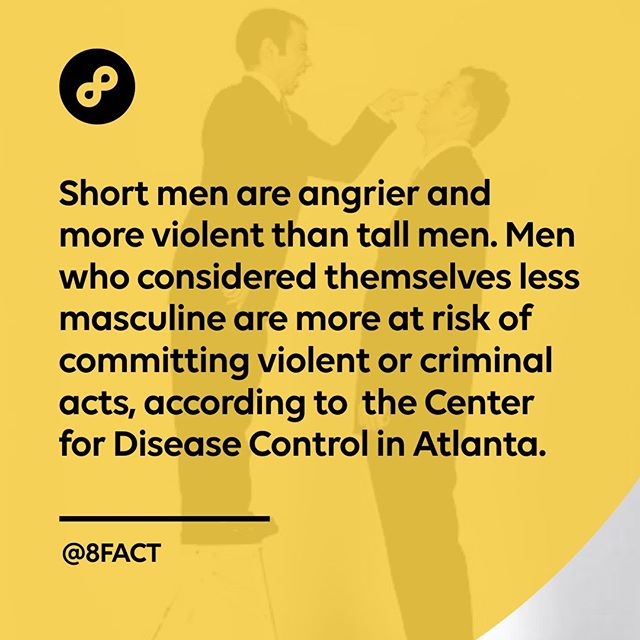 Short men are angrier and
more violent than tall men. Men
who considered themselves less
masculine are more at risk of
committing violent or criminal
acts, according to  the Center
for Disease Control in Atlanta.
@8FACT